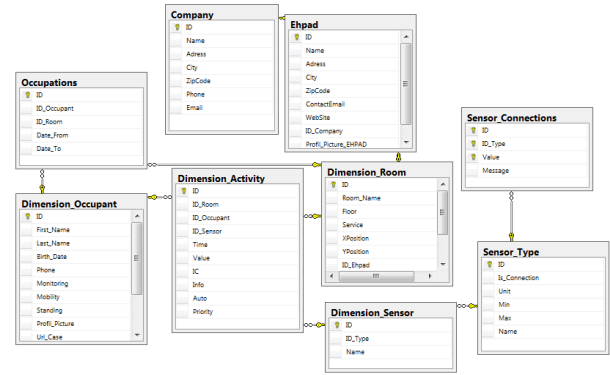 Company
ID
Name
Adress
City
ZipCode
Phone
Email
Ehpad
ID
Name
Adress
City
ZipCode
ContactEmail
WebSite
ID_Company
Profil_Picture_EHPAD
Occupations
ID
ID_Occupant
ID_Room
Date_From
Date_To
Sensor_Connections
ID
ID_Type
Value
Message
Dimension_Occupant
ID
First_Name
Last_Name
Birth_Date
Phone
Monitoring
Mobility
Standing
Profil_Picture
Url_Case
Dimension_Activity
ID
ID_Room
ID_Occupant
ID_Sensor
Time
Value
IC
Info
Auto
Priority
Dimension_Room
ID
Room_Name
Floor
Service
XPosition
YPosition
ID_Ehpad
Sensor_Type
ID
Is_Connection
Unit
Min
Max
Name
Dimension_Sensor
ID
ID_Type
Name